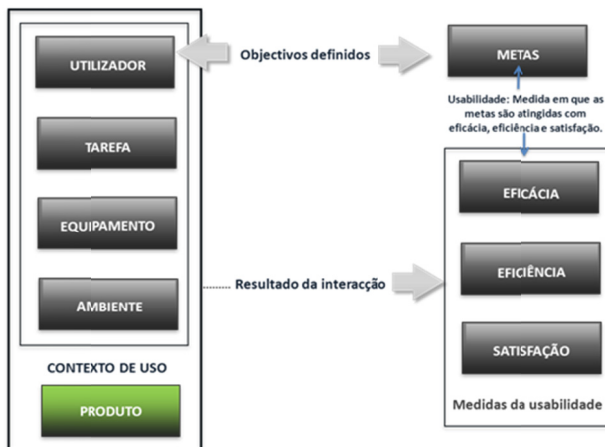 UTILIZADOR
TAREFA
EQUIPAMENTO
AMBIENTE
CONTEXTO DE USO
PRODUTO
Objectivos definidos
Resultado da interacção
METAS
Usabilidade: Medida em que as
metas são atingidas com
eficácia, eficiência e satisfação.
EFICÁCIA
EFICIÊNCIA
SATISFAÇÃO
Medidas da usabilidade